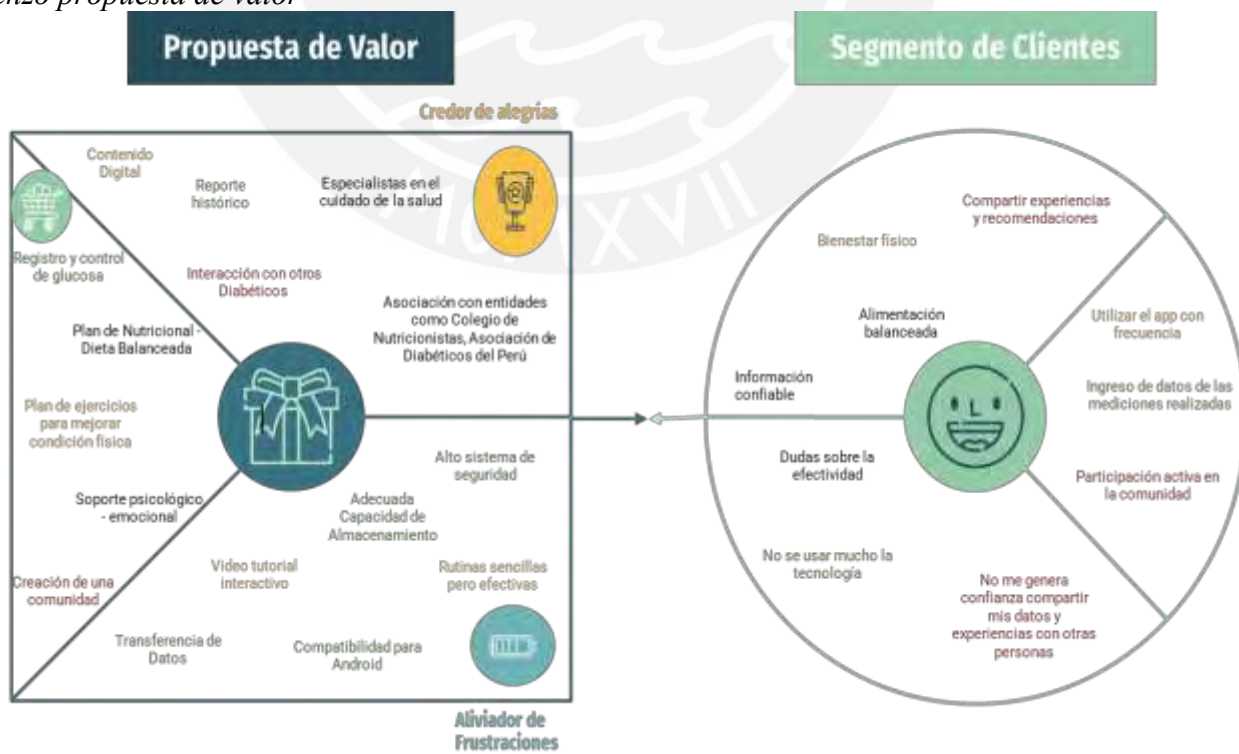 propuesta de valor
Propuesta de Valor
Segmento de Clientes
Credor de alegrías
Contenido
Digital
Reporte
histórico
Especialistas en el
cuidado de la salud
Registro y control
de glucosa
Interacción con otros
Diabéticos
Asociación con entidades
como Colegio de
Nutricionistas, Asociación de
Diabéticos del Perú
Plan de Nutricional -
Dieta Balanceada
Plan de ejercicios
para mejorar
condición física
Soporte psicológico
- emocional
Creación de una
comunidad
Alto sistema de
seguridad
Adecuada
Capacidad de
Almacenamiento
Video tutorial
interactivo
Rutinas sencillas
pero efectivas
Transferencia de
Datos
Compatibilidad para
Android
Aliviador de
Frustraciones
Compartir experiencias
y recomendaciones
Bienestar físico
Alimentación
balanceada
Información
confiable
Utilizar el app con
frecuencia
Ingreso de datos de las
mediciones realizadas
Participación activa en
la comunidad
Dudas sobre la
efectividad
No se usar mucho la
tecnología
No me genera
confianza compartir
mis datos y
experiencias con otras
personas